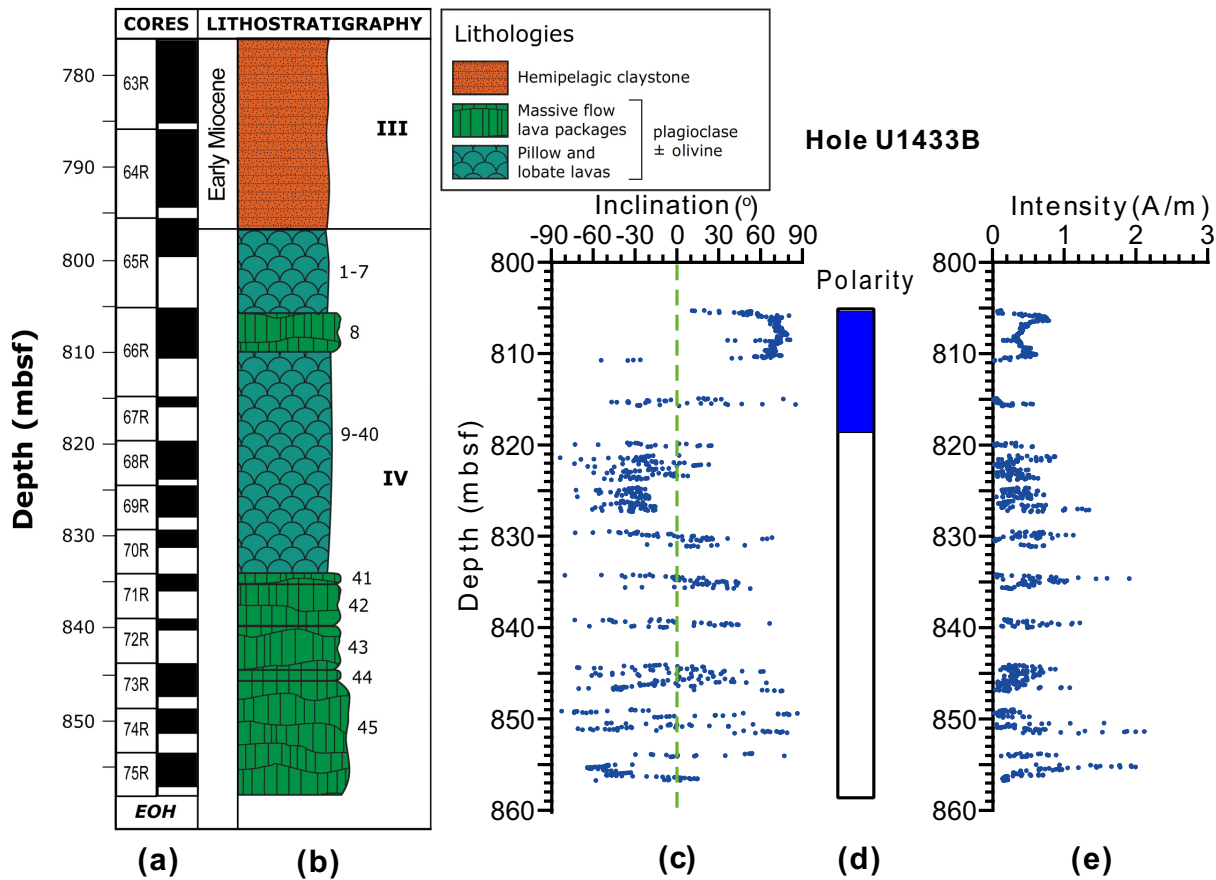 CORES
LITHOSTRATIGRAPHY
Depth (mbsf)
780
790
800
810
820
830
840
850
63R
64R
65R
66R
67R
68R
69R
70R
71R
72R
73R
74R
75R
EOH
Early Miocene
III
IV
1-7
8
9-40
41
42
43
44
45
(a)
(b)
Lithologies
Hemipelagic claystone
Massive flow
lava packages
Pillow and
lobate lavas
plagioclase
± olivine
Hole U1433B
Inclination (o)
-90 -60 -30 0 30 60 90
Depth (mbsf)
800
810
820
830
840
850
860
(c)
Polarity
(d)
Intensity (A/m)
0 1 2 3
800
810
820
830
840
850
860
(e)